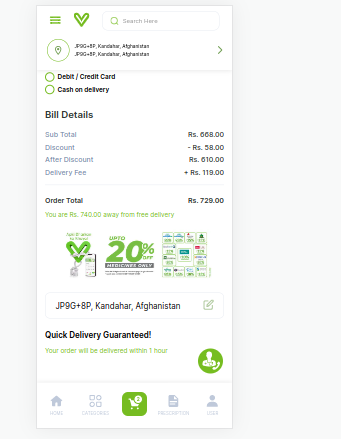 Search Here
JP9G+8P, Kandahar, Afghanistan
JP9G+8P, Kandahar, Afghanistan
Debit / Credit Card
Cash on delivery
Bill Details
Sub Total Rs. 668.00
Discount - Rs. 58.00
After Discount Rs. 610.00
Delivery Fee + Rs. 119.00
Order Total Rs. 729.00
You are Rs. 740.00 away from free delivery
UPTO
20% OFF
MEDICINES ONLY
JP9G+8P, Kandahar, Afghanistan
Quick Delivery Guaranteed!
Your order will be delivered within 1 hour
2
HOME CATEGORIES PRESCRIPTION USER